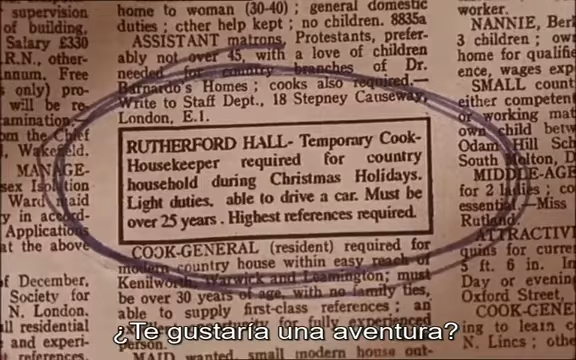 supervision of
Building, at
Salary £330
R.N., other-
annum. Free
s only) pro-
will be re-
amination,
om the Chief
, Wakefield.
MANAGE-
sex Isolation
Ward maid
y in accord-
Applications
at the above
of December,
Society for
N. London.
ll residential
and experi-
references.
home to woman (30-40) ; general domestic
duties ; other help kept ; no children. 8835a
ASSISTANT matrons, Protestants, prefer-
ably not over 45, with a love of children
needed for country branches of Dr.
Barnardo's Homes ; cooks also required.—
Write to Staff Dept., 18 Stepney Causeway,
London, E.1.
RUTHERFORD HALL- Temporary Cook-
Housekeeper required for country
household during Christmas Holidays.
Light duties, able to drive a car. Must be
over 25 years . Highest references required.
COOK-GENERAL (resident) required for
modern country house within easy reach of
Kenilworth, Warwick and Leamington; must
be over 30 years of age, with no family ties,
able to supply first-class references ; an
for fully experienced
person.
MAID wanted, small modern house out
worker.
NANNIE, Berk
3 children ; own
home for qualifie
ence, wages exp
SMALL count
either competent
or working mat
own child betw
Odam Hill Sch
South Molton, D
MIDDLE-AGE
for 2 ladies ; co
essential.—Miss
Rutland
ATTRACTIV
quins for curre
5 ft. 6 in. In
Day or evening
Oxford Street,
COOK-GENE
ing to learn c
N. Lincs ; othe
¿Te gustaría una aventura?